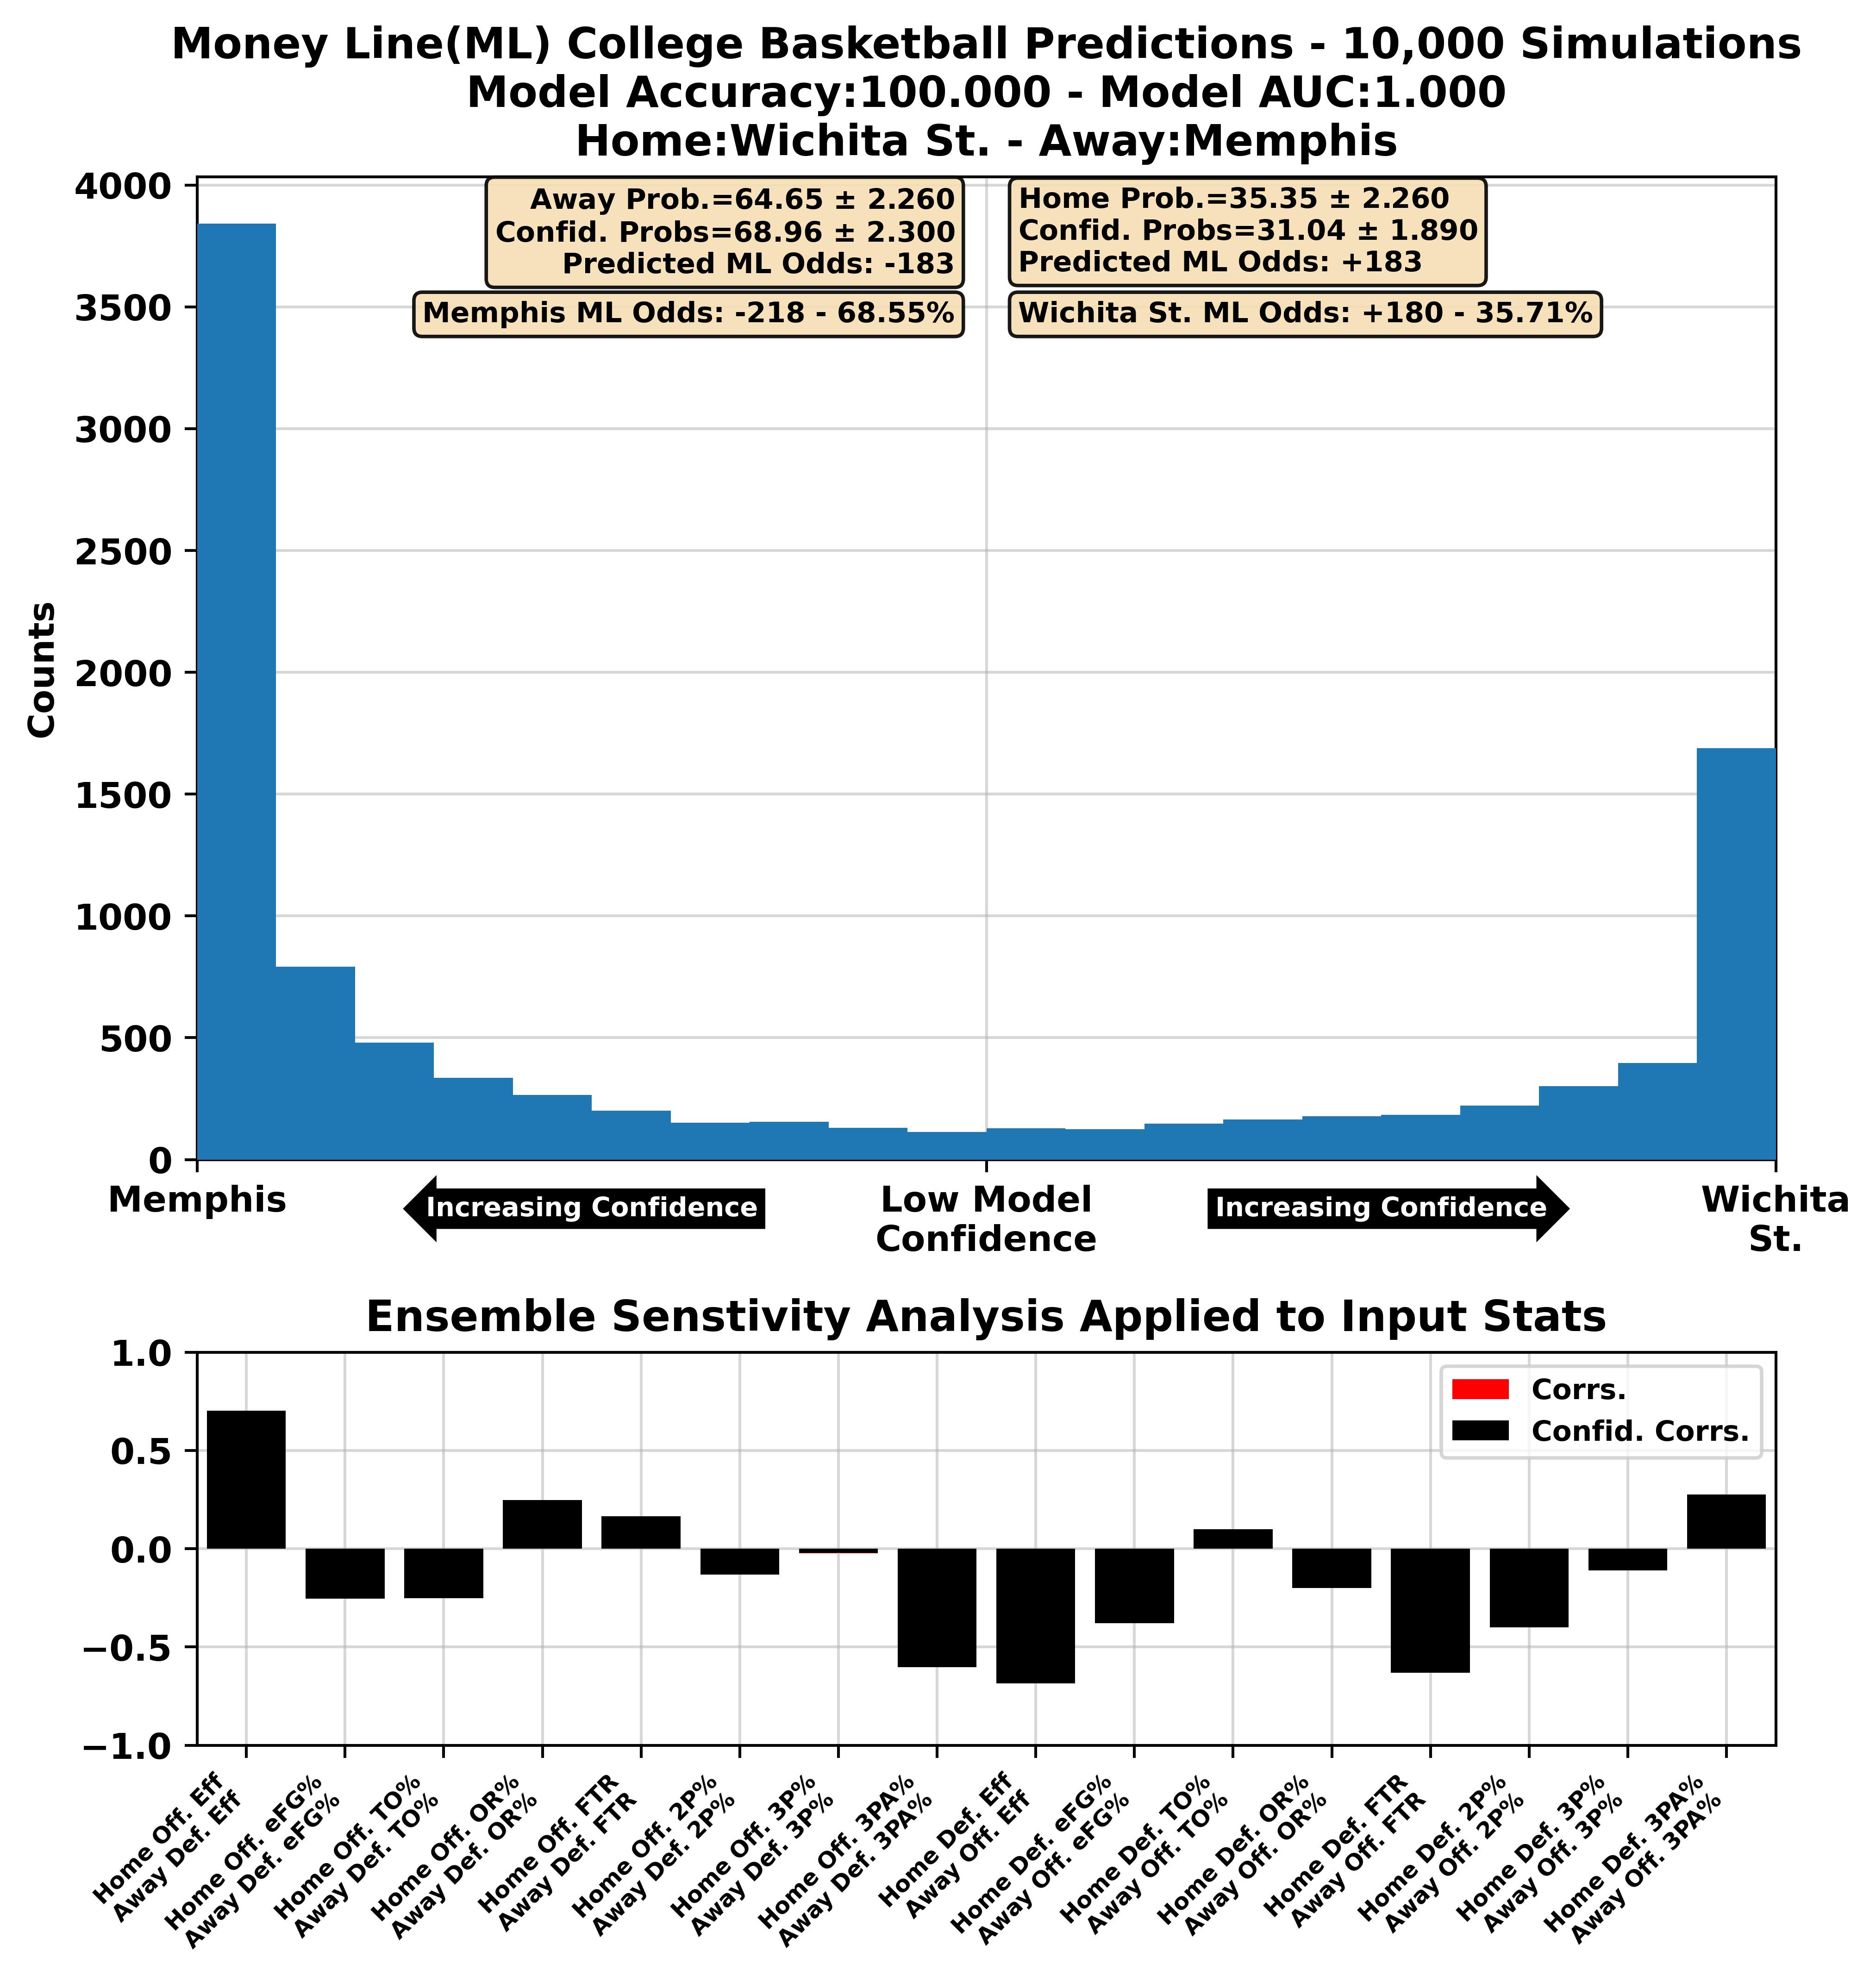 Money Line(ML) College Basketball Predictions - 10,000 Simulations
Model Accuracy:100.000 - Model AUC:1.000
Home:Wichita St. - Away:Memphis
Away Prob.=64.65 ± 2.260
Confid. Probs=68.96 ± 2.300
Predicted ML Odds: -183
Memphis ML Odds: -218 - 68.55%
Home Prob.=35.35 ± 2.260
Confid. Probs=31.04 ± 1.890
Predicted ML Odds: +183
Wichita St. ML Odds: +180 - 35.71%
Counts
4000
3500
3000
2500
2000
1500
1000
500
0
Memphis
Increasing Confidence
Low Model
Confidence
Increasing Confidence
Wichita
St.
Ensemble Senstivity Analysis Applied to Input Stats
1.0
0.5
0.0
−0.5
−1.0
Corrs.
Confid. Corrs.
Home Off. Eff
Away Def. Eff
Home Off. eFG%
Away Def. eFG%
Home Off. TO%
Away Def. TO%
Home Off. OR%
Away Def. OR%
Home Off. FTR
Away Def. FTR
Home Off. 2P%
Away Def. 2P%
Home Off. 3P%
Away Def. 3P%
Home Off. 3PA%
Away Def. 3PA%
Home Def. Eff
Away Off. Eff
Home Def. eFG%
Away Off. eFG%
Home Def. TO%
Away Off. TO%
Home Def. OR%
Away Off. OR%
Home Def. FTR
Away Off. FTR
Home Def. 2P%
Away Off. 2P%
Home Def. 3P%
Away Off. 3P%
Home Def. 3PA%
Away Off. 3PA%